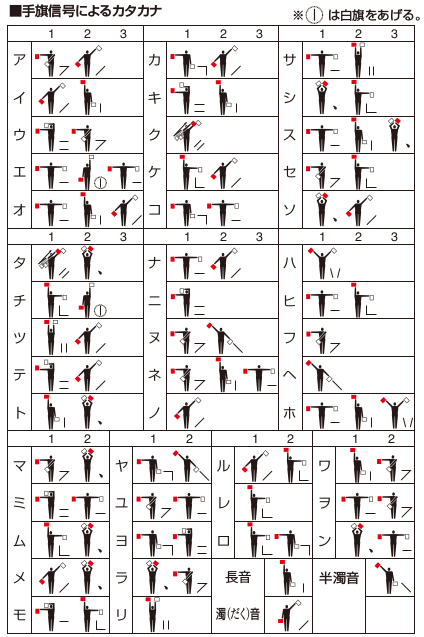 ■手旗信号によるカタカナ
※① は白旗をあげる。
1 2 3 1 2 3 1 2 3
ア カ サ
イ キ シ
ウ ク ス
エ ケ セ
オ コ ソ
1 2 3 1 2 3 1 2 3
タ ナ ハ
チ ニ ヒ
ツ ヌ フ
テ ネ ヘ
ト ノ ホ
1 2 1 2 1 2 1 2
マ ヤ ル ワ
ミ ユ レ ヲ
ム ヨ ロ ン
メ ラ 長音 半濁音
モ リ 濁(だく)音